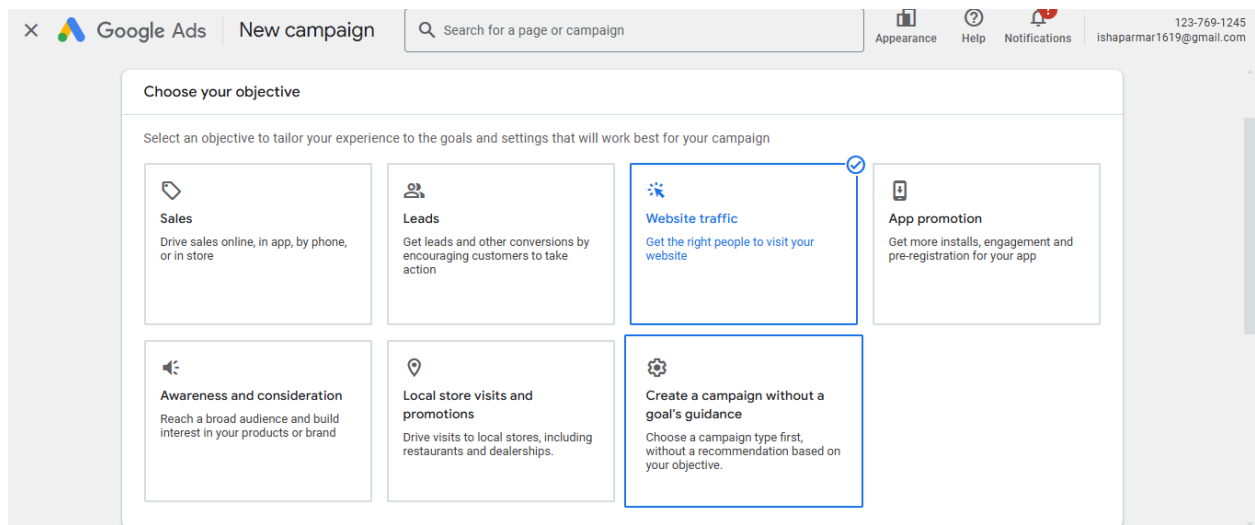 Google Ads
New campaign
Search for a page or campaign
Appearance
Help
Notifications
123-769-1245
ishaparmar1619@gmail.com
Choose your objective
Select an objective to tailor your experience to the goals and settings that will work best for your campaign
Sales
Drive sales online, in app, by phone,
or in store
Leads
Get leads and other conversions by
encouraging customers to take
action
Website traffic
Get the right people to visit your
website
App promotion
Get more installs, engagement and
pre-registration for your app
Awareness and consideration
Reach a broad audience and build
interest in your products or brand
Local store visits and
promotions
Drive visits to local stores, including
restaurants and dealerships.
Create a campaign without a
goal's guidance
Choose a campaign type first,
without a recommendation based on
your objective.